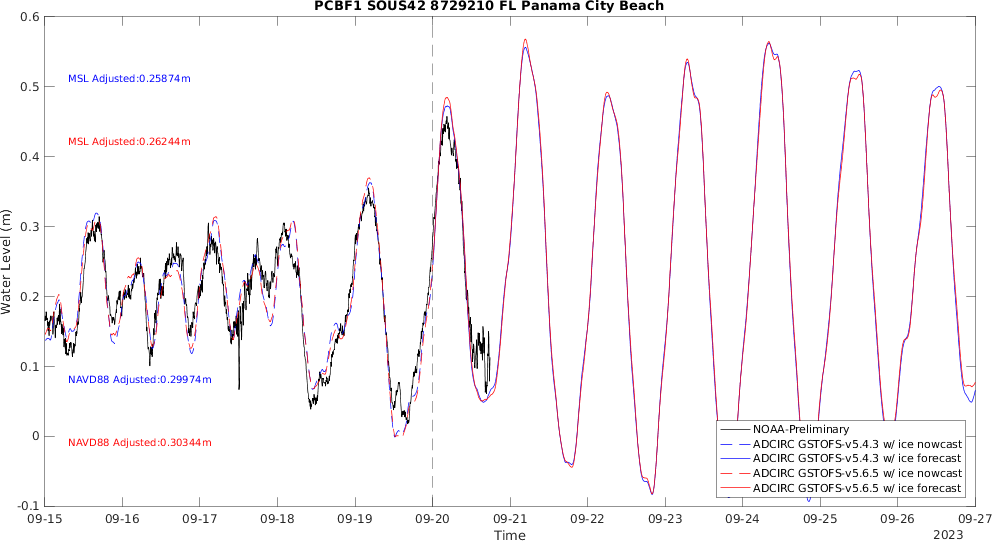 PCBF1 SOUS42 8729210 FL Panama City Beach
0.6
0.5
0.4
0.3
0.2
0.1
0
-0.1
Water Level (m)
MSL Adjusted:0.25874m
MSL Adjusted:0.26244m
NAVD88 Adjusted:0.29974m
NAVD88 Adjusted:0.30344m
NOAA-Preliminary
ADCIRC GSTOFS-v5.4.3 w/ ice nowcast
ADCIRC GSTOFS-v5.4.3 w/ ice forecast
ADCIRC GSTOFS-v5.6.5 w/ ice nowcast
ADCIRC GSTOFS-v5.6.5 w/ ice forecast
09-15 09-16 09-17 09-18 09-19 09-20 09-21 09-22 09-23 09-24 09-25 09-26 09-27
Time
2023